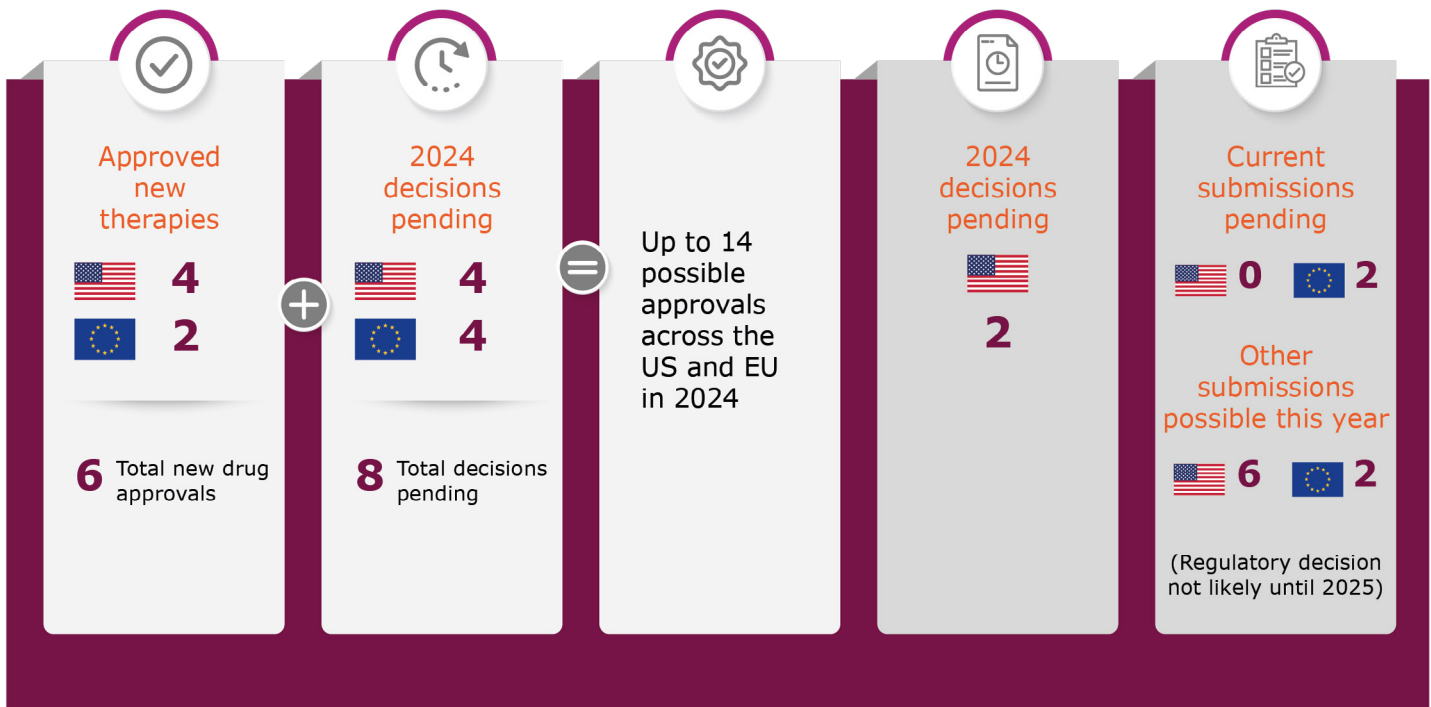 Approved
new
therapies
4
2
6 Total new drug
approvals
2024
decisions
pending
4
4
8 Total decisions
pending
Up to 14
possible
approvals
across the
US and EU
in 2024
2024
decisions
pending
2
Current
submissions
pending
0 2
Other
submissions
possible this year
6 2
(Regulatory decision
not likely until 2025)